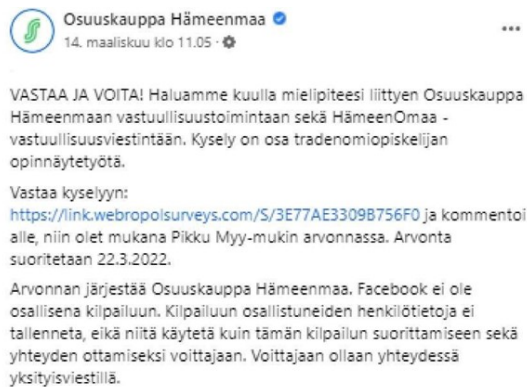 Osuuskauppa Hämeenmaa
14. maaliskuu klo 11.05 ·
VASTAA JA VOITA! Haluamme kuulla mielipiteesi liittyen Osuuskauppa
Hämeenmaan vastuullisuustoimintaan sekä HämeenOmaa -
vastuullisuusviestintään. Kysely on osa tradenomiopiskelijan
opinnäytetyötä.
Vastaa kyselyyn:
https://link.webropolsurveys.com/S/3E77AE3309B756F0 ja kommentoi
alle, niin olet mukana Pikku Myy-mukin arvonnassa. Arvonta
suoritetaan 22.3.2022.
Arvonnan järjestää Osuuskauppa Hämeenmaa. Facebook ei ole
osallisena kilpailuun. Kilpailuun osallistuneiden henkilötietoja ei
tallenneta, eikä niitä käytetä kuin tämän kilpailun suorittamiseen sekä
yhteyden ottamiseksi voittajaan. Voittajaan ollaan yhteydessä
yksityisviestillä.